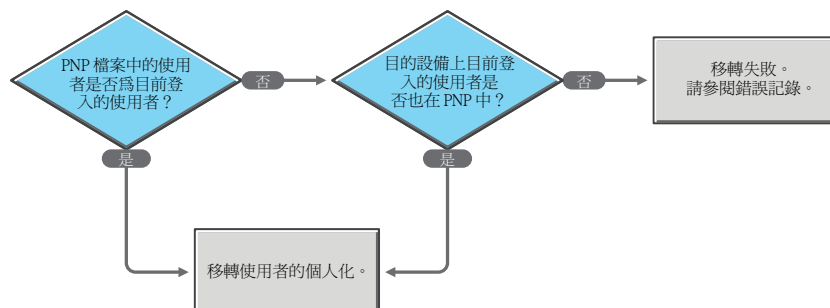 PNP 檔案中的使用
者是否爲目前登
入的使用者？
否
目的設備上目前登
入的使用者是
否也在 PNP 中？
否
移轉失敗。
請參閱錯誤記錄。
是
是
移轉使用者的個人化。